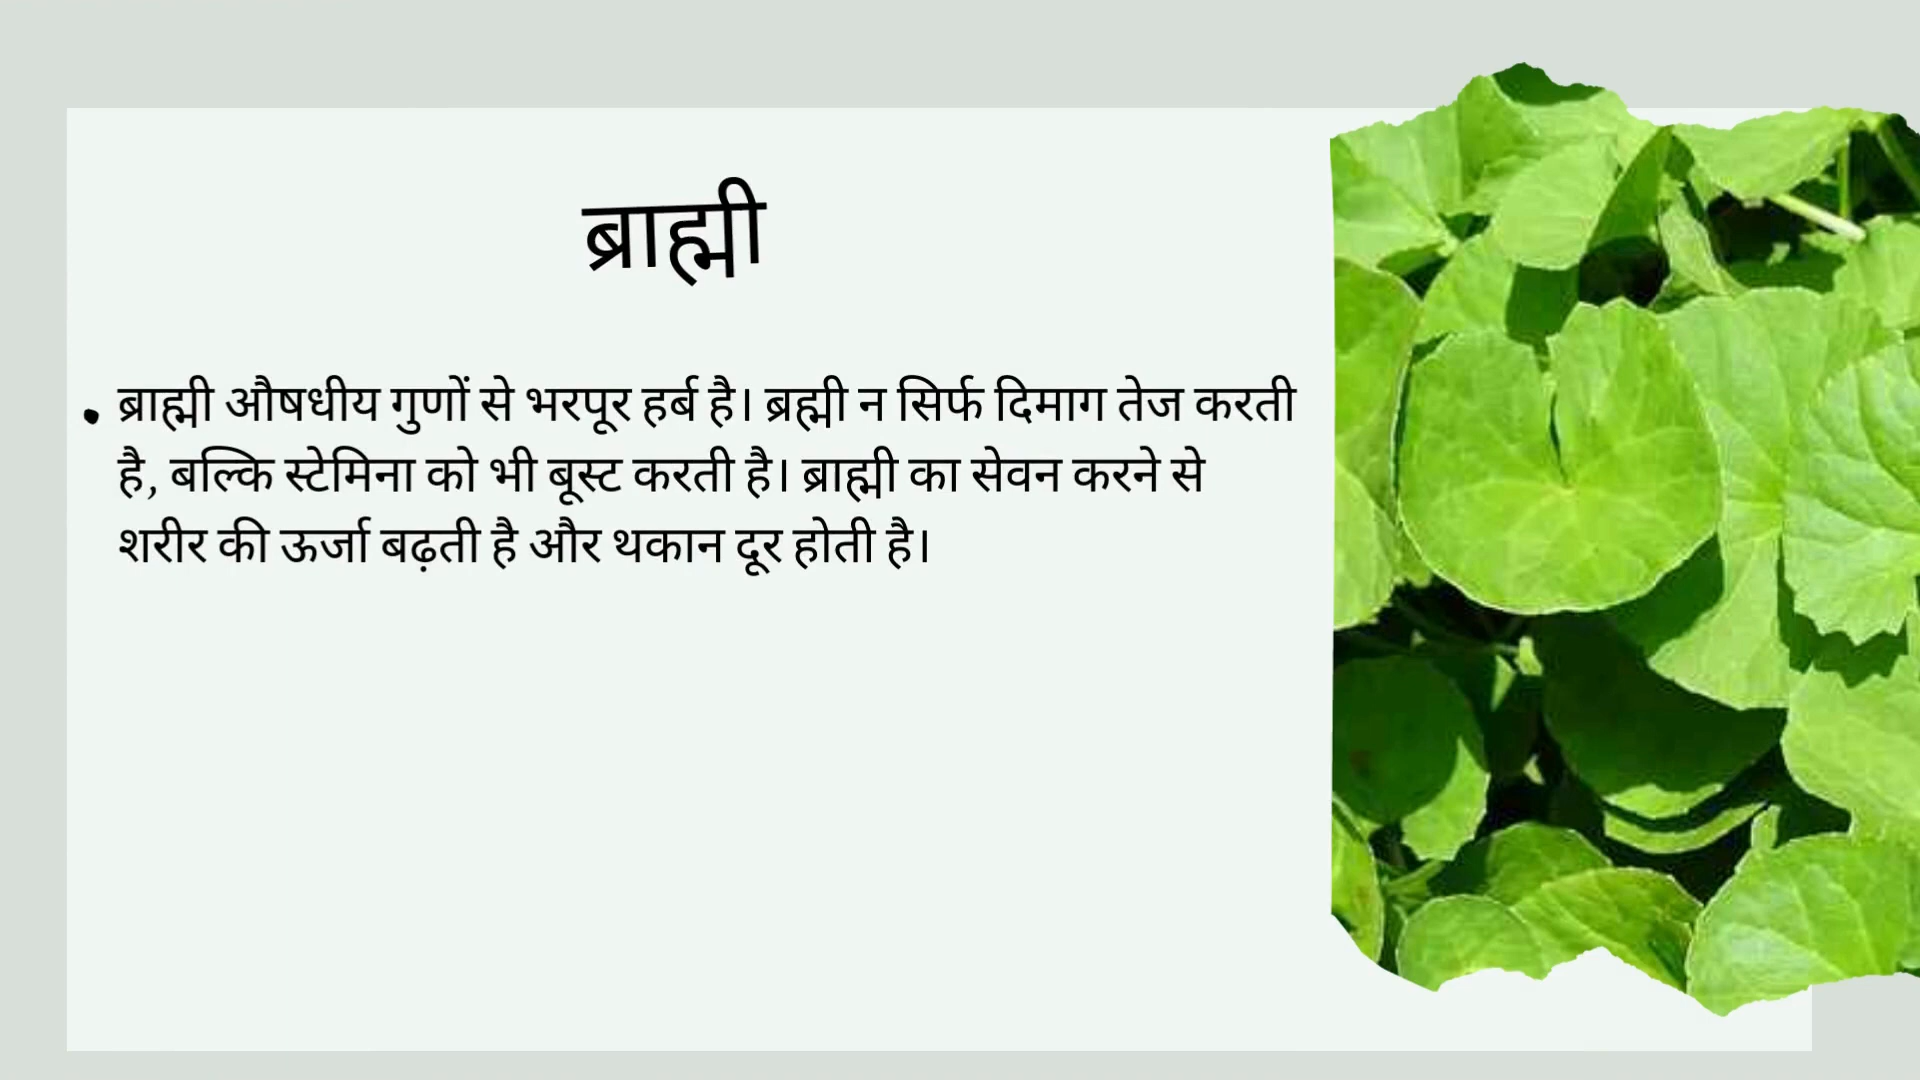 ब्राह्मी
• ब्राह्मी औषधीय गुणों से भरपूर हर्ब है। ब्रह्मी न सिर्फ दिमाग तेज करती
है, बल्कि स्टेमिना को भी बूस्ट करती है। ब्राह्मी का सेवन करने से
शरीर की ऊर्जा बढ़ती है और थकान दूर होती है।